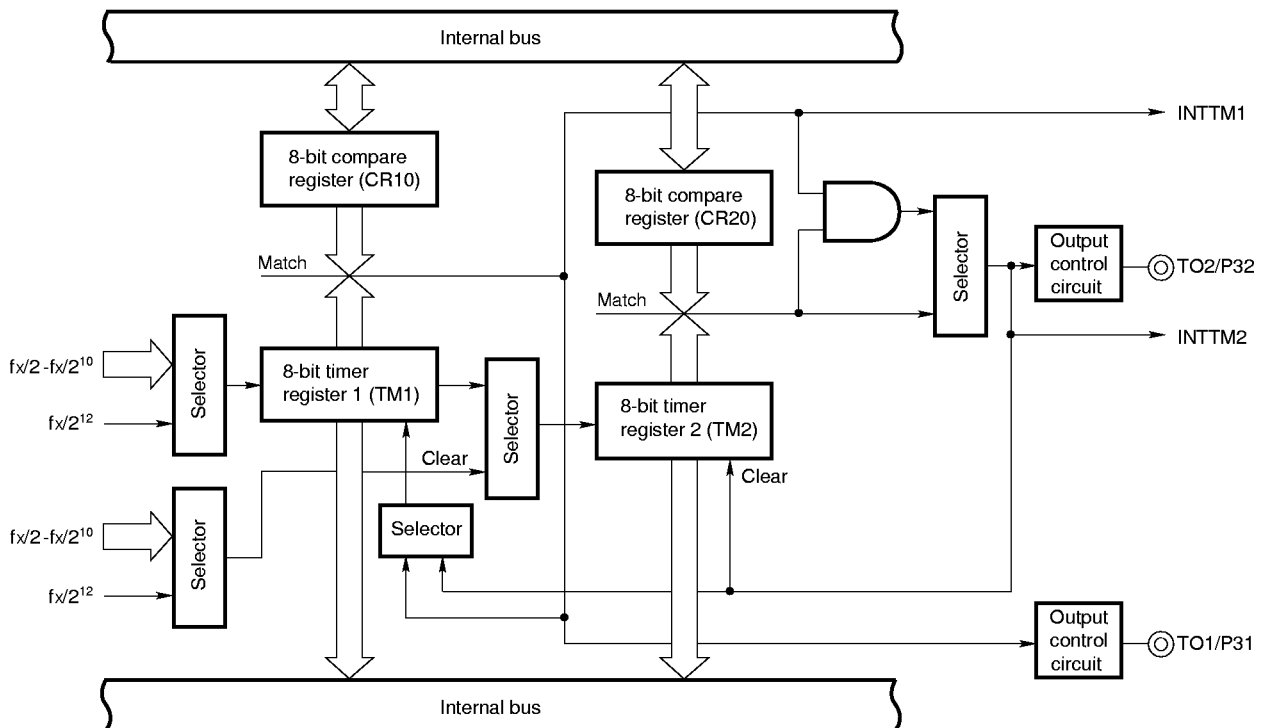 Internal bus
INTTM1
8-bit compare
register (CR10)
8-bit compare
register (CR20)
Selector
Output
control
circuit
TO2/P32
Match
Match
INTTM2
fx/2 -fx/2¹⁰
fx/2¹²
Selector
8-bit timer
register 1 (TM1)
Selector
8-bit timer
register 2 (TM2)
Clear
Clear
fx/2 -fx/2¹⁰
fx/2¹²
Selector
Selector
Output
control
circuit
TO1/P31
Internal bus